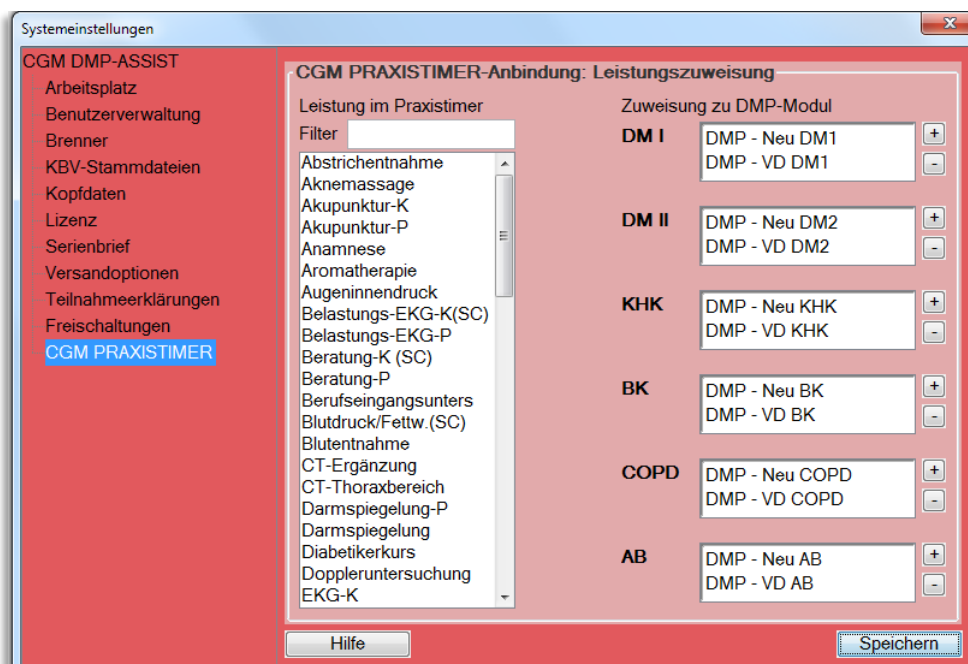 Systemeinstellungen
CGM DMP-ASSIST
Arbeitsplatz
Benutzerverwaltung
Brenner
KBV-Stammdateien
Kopfdaten
Lizenz
Serienbrief
Versandoptionen
Teilnahmeerklärungen
Freischaltungen
CGM PRAXISTIMER
CGM PRAXISTIMER-Anbindung: Leistungszuweisung
Leistung im Praxistimer
Filter
Abstrichentnahme
Aknemassage
Akupunktur-K
Akupunktur-P
Anamnese
Aromatherapie
Augeninnendruck
Belastungs-EKG-K(SC)
Belastungs-EKG-P
Beratung-K (SC)
Beratung-P
Berufseingangsunters
Blutdruck/Fettw.(SC)
Blutentnahme
CT-Ergänzung
CT-Thoraxbereich
Darmspiegelung-P
Darmspiegelung
Diabetikerkurs
Doppleruntersuchung
EKG-K
Zuweisung zu DMP-Modul
DM I
DMP - Neu DM1
DMP - VD DM1
+
-
DM II
DMP - Neu DM2
DMP - VD DM2
+
-
KHK
DMP - Neu KHK
DMP - VD KHK
+
-
BK
DMP - Neu BK
DMP - VD BK
+
-
COPD
DMP - Neu COPD
DMP - VD COPD
+
-
AB
DMP - Neu AB
DMP - VD AB
+
-
Hilfe
Speichern